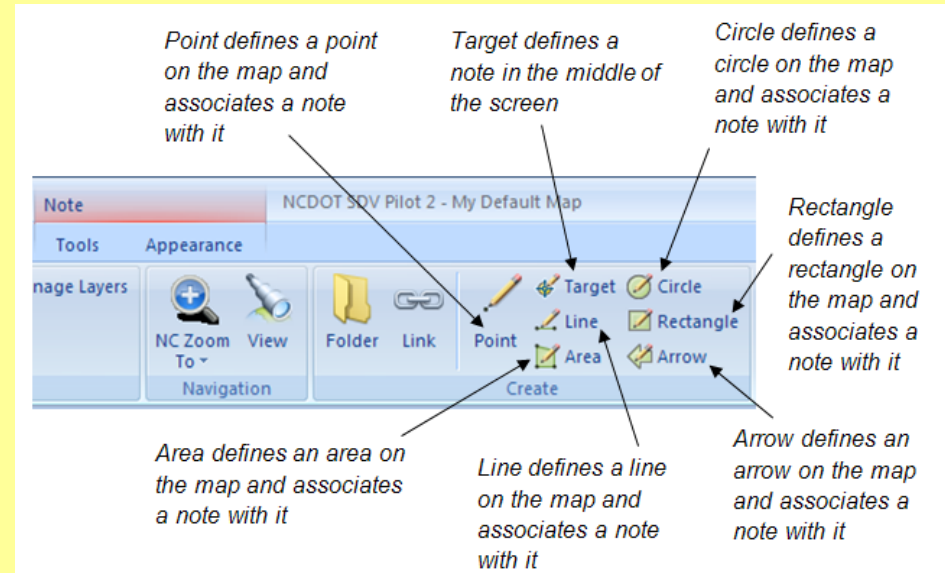 Point defines a point
on the map and
associates a note
with it
Target defines a
note in the middle of
the screen
Circle defines a
circle on the map
and associates a
note with it
Rectangle
defines a
rectangle on
the map and
associates a
note with it
Note
NCDOT SDV Pilot 2 - My Default Map
Tools
Appearance
nage Layers
NC Zoom
To
View
Navigation
Folder
Link
Point
Target
Line
Area
Circle
Rectangle
Arrow
Create
Area defines an area on
the map and associates
a note with it
Line defines a line
on the map and
associates a note
with it
Arrow defines an
arrow on the map
and associates a
note with it